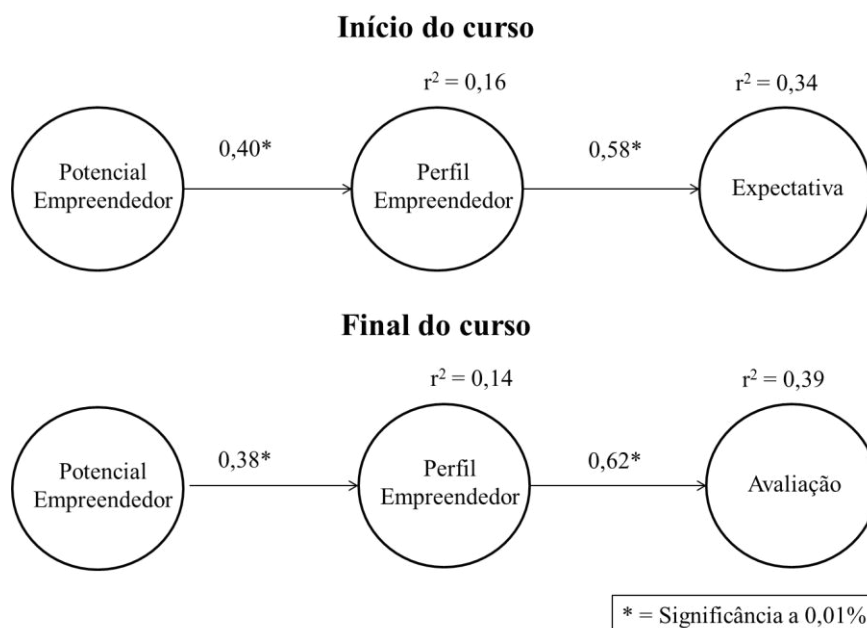 Início do curso
r² = 0,16
r² = 0,34
0,40*
0,58*
Potencial
Empreendedor
Perfil
Empreendedor
Expectativa
Final do curso
r² = 0,14
r² = 0,39
0,38*
0,62*
Potencial
Empreendedor
Perfil
Empreendedor
Avaliação
* = Significância a 0,01%